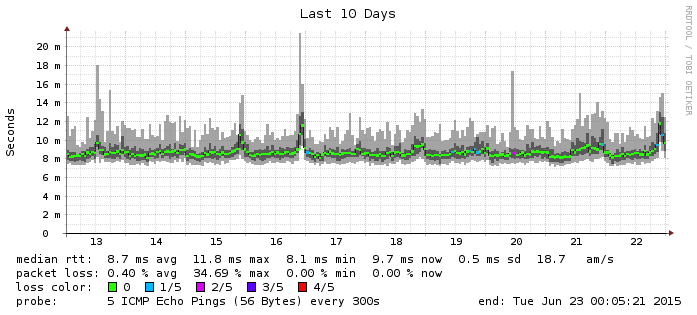 Last 10 Days
RRDTOOL / TOBI OETIKER
Seconds
20 m
18 m
16 m
14 m
12 m
10 m
8 m
6 m
4 m
2 m
0
13 14 15 16 17 18 19 20 21 22
median rtt: 8.7 ms avg 11.8 ms max 8.1 ms min 9.7 ms now 0.5 ms sd 18.7 am/s
packet loss: 0.40 % avg 34.69 % max 0.00 % min 0.00 % now
loss color: 0 1/5 2/5 3/5 4/5
probe: 5 ICMP Echo Pings (56 Bytes) every 300s end: Tue Jun 23 00:05:21 2015